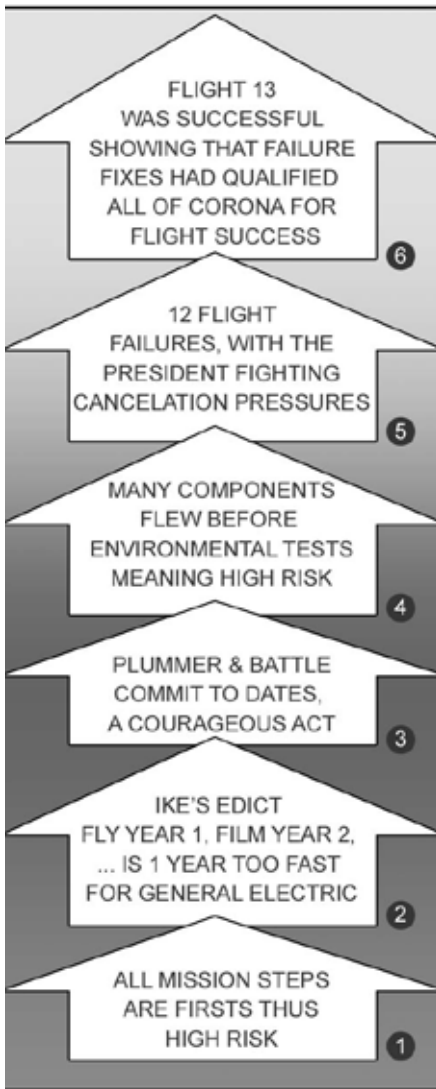 FLIGHT 13
WAS SUCCESSFUL
SHOWING THAT FAILURE
FIXES HAD QUALIFIED
ALL OF CORONA FOR
FLIGHT SUCCESS
6
12 FLIGHT
FAILURES, WITH THE
PRESIDENT FIGHTING
CANCELATION PRESSURES
5
MANY COMPONENTS
FLEW BEFORE
ENVIRONMENTAL TESTS
MEANING HIGH RISK
4
PLUMMER & BATTLE
COMMIT TO DATES,
A COURAGEOUS ACT
3
IKE'S EDICT
FLY YEAR 1, FILM YEAR 2,
... IS 1 YEAR TOO FAST
FOR GENERAL ELECTRIC
2
ALL MISSION STEPS
ARE FIRSTS THUS
HIGH RISK
1